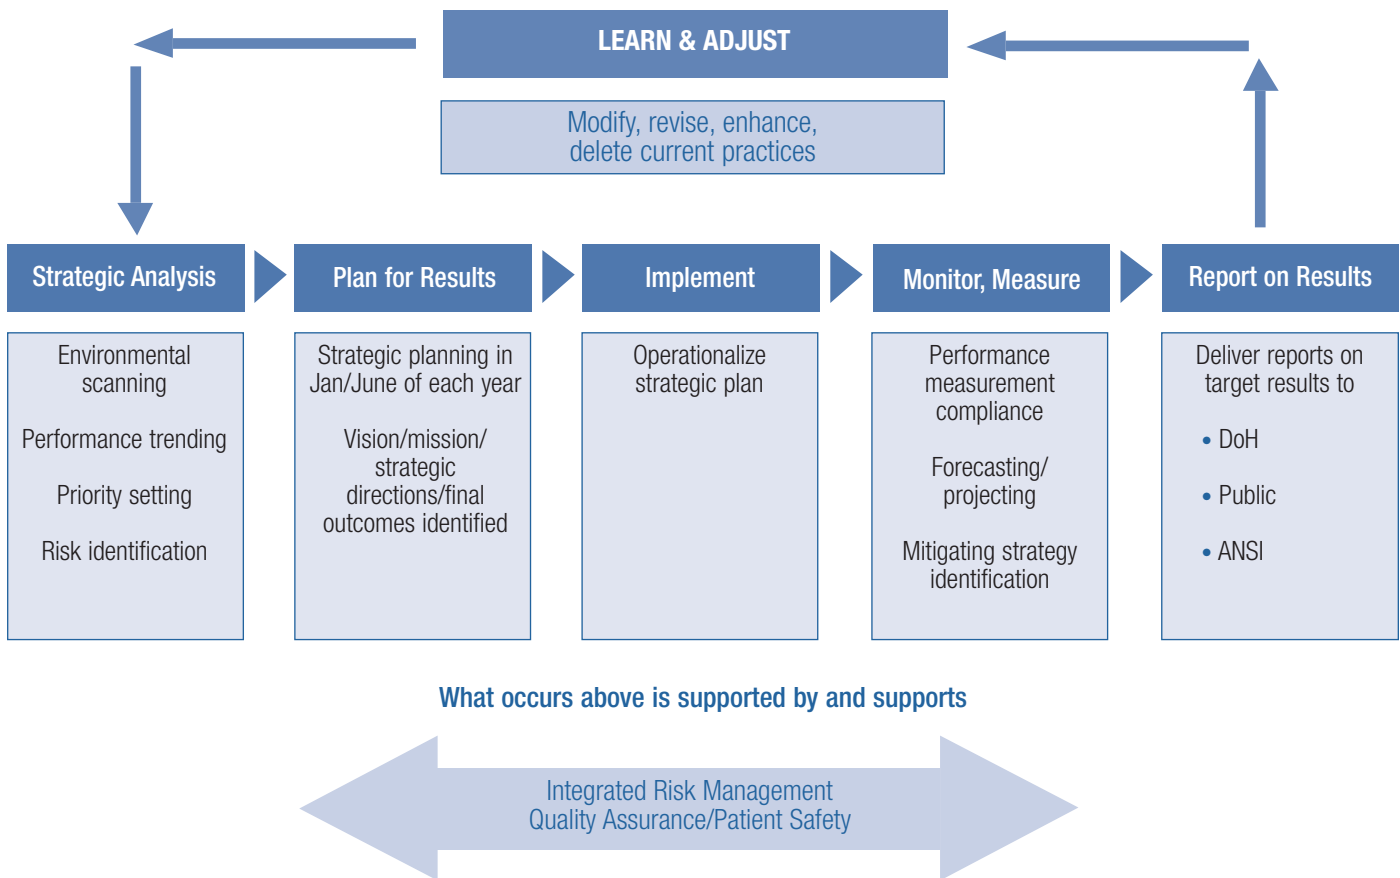 LEARN & ADJUST
Modify, revise, enhance,
delete current practices
Strategic Analysis
Environmental
scanning
Performance trending
Priority setting
Risk identification
Plan for Results
Strategic planning in
Jan/June of each year
Vision/mission/
strategic
directions/final
outcomes identified
Implement
Operationalize
strategic plan
Monitor, Measure
Performance
measurement
compliance
Forecasting/
projecting
Mitigating strategy
identification
Report on Results
Deliver reports on
target results to
• DoH
• Public
• ANSI
What occurs above is supported by and supports
Integrated Risk Management
Quality Assurance/Patient Safety